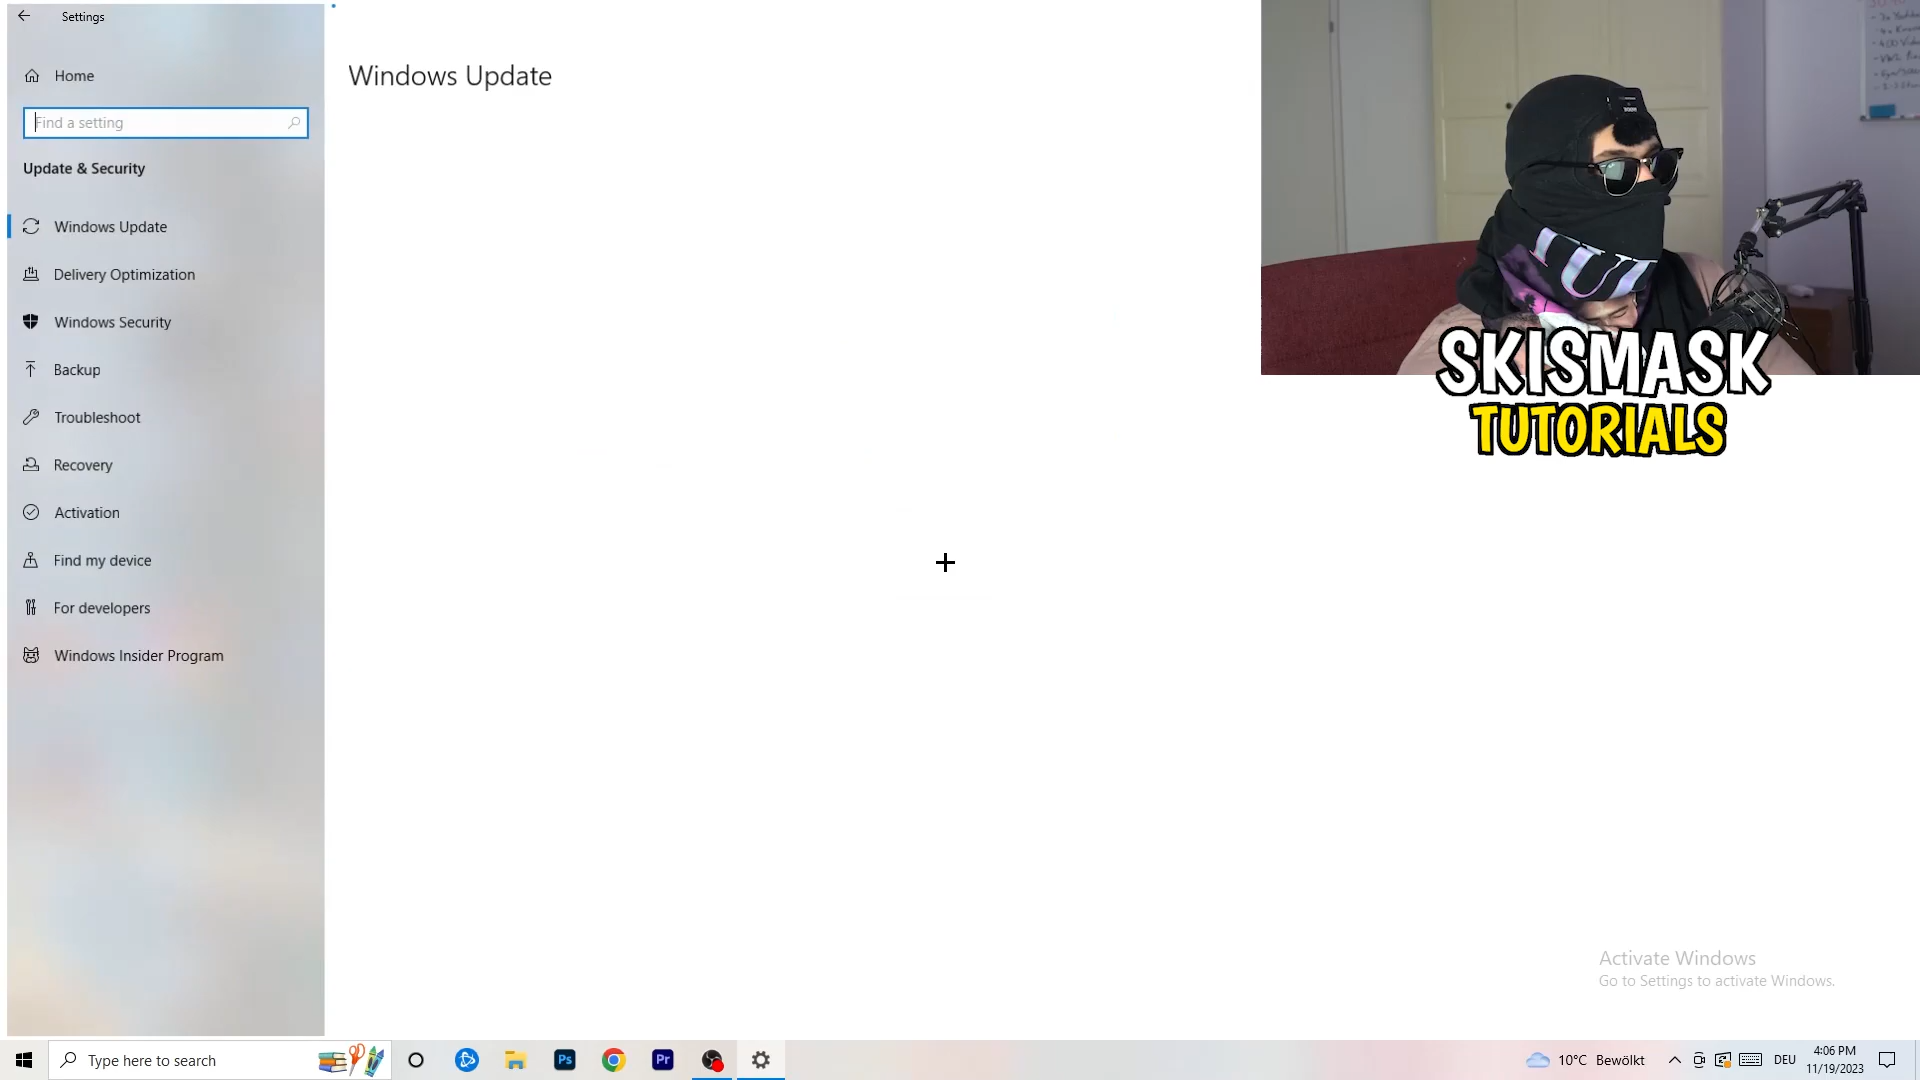 Settings
Home
Find a setting
Update & Security
Windows Update
Delivery Optimization
Windows Security
Backup
Troubleshoot
Recovery
Activation
Find my device
For developers
Windows Insider Program
Windows Update
SKISMASK
TUTORIALS
Activate Windows
Go to Settings to activate Windows.
Type here to search
Ps
Pr
10°C Bewölkt
DEU
4:06 PM
11/19/2023